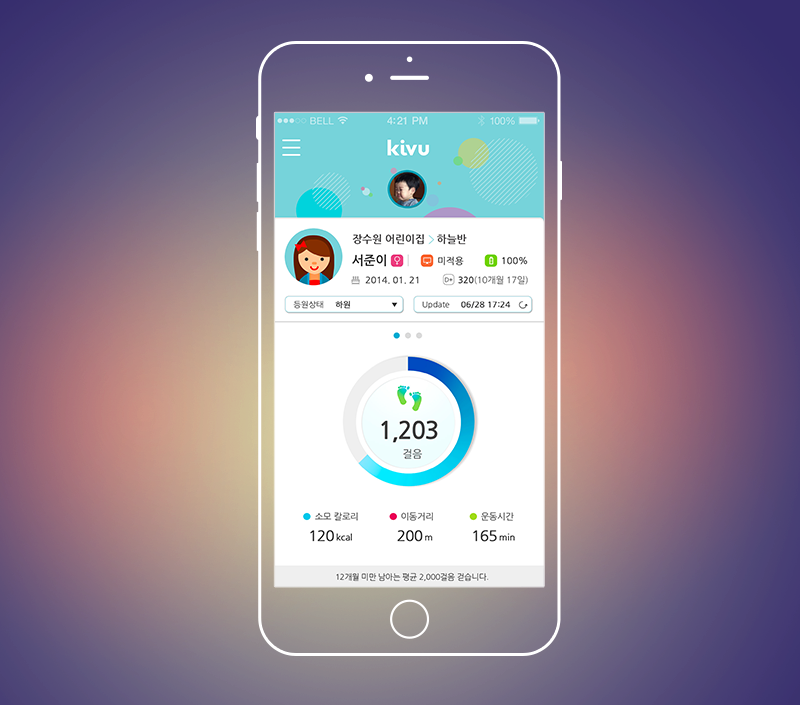 BELL 4:21 PM 100%
kivu
장수원 어린이집 > 하늘반
서준이 미적용 100%
2014. 01. 21 D+ 320(10개월 17일)
등원상태 하원 Update 06/28 17:24
1,203
걸음
소모 칼로리 이동거리 운동시간
120 kcal 200 m 165 min
12개월 미만 남아는 평균 2,000걸음 걷습니다.